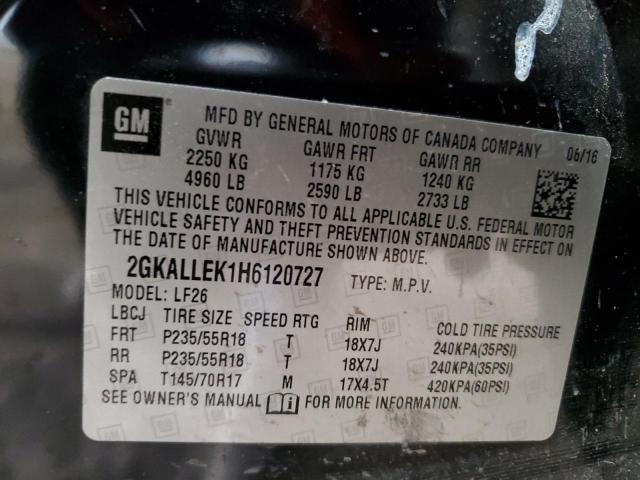 GM
MFD BY GENERAL MOTORS OF CANADA COMPANY
GVWR GAWR FRT GAWR RR 06/16
2250 KG 1175 KG 1240 KG
4960 LB 2590 LB 2733 LB
THIS VEHICLE CONFORMS TO ALL APPLICABLE U.S. FEDERAL MOTOR
VEHICLE SAFETY AND THEFT PREVENTION STANDARDS IN EFFECT ON
THE DATE OF MANUFACTURE SHOWN ABOVE.
2GKALLEK1H6120727 TYPE: M.P.V.
MODEL: LF26
LBCJ TIRE SIZE SPEED RTG RIM COLD TIRE PRESSURE
FRT P235/55R18 T 18X7J 240KPA(35PSI)
RR P235/55R18 T 18X7J 240KPA(35PSI)
SPA T145/70R17 M 17X4.5T 420KPA(60PSI)
SEE OWNER'S MANUAL FOR MORE INFORMATION.